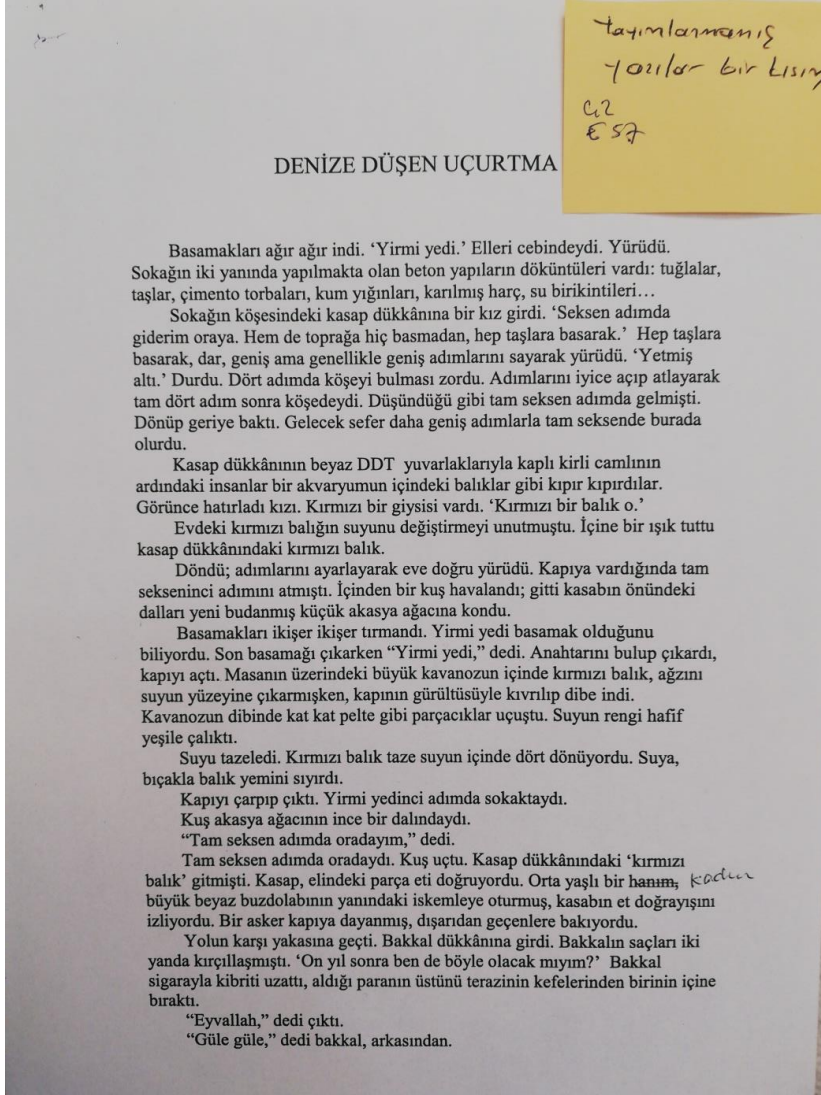 Tayımlarmamış
yazılar bir kısım
G2
E 57
DENİZE DÜŞEN UÇURTMA
Basamakları ağır ağır indi. ‘Yirmi yedi.’ Elleri cebindeydi. Yürüdü.
Sokağın iki yanında yapılmakta olan beton yapıların döküntüleri vardı: tuğlalar,
taşlar, çimento torbaları, kum yığınları, karılmış harç, su birikintileri…
Sokağın köşesindeki kasap dükkânına bir kız girdi. ‘Seksen adımda
giderim oraya. Hem de toprağa hiç basmadan, hep taşlara basarak.’ Hep taşlara
basarak, dar, geniş ama genellikle geniş adımlarını sayarak yürüdü. ‘Yetmiş
altı.’ Durdu. Dört adımda köşeyi bulması zordu. Adımlarını iyice açıp atlayarak
tam dört adım sonra köşedeydi. Düşündüğü gibi tam seksen adımda gelmişti.
Dönüp geriye baktı. Gelecek sefer daha geniş adımlarla tam seksende burada
olurdu.
Kasap dükkânının beyaz DDT yuvarlaklarıyla kaplı kirli camlının
ardındaki insanlar bir akvaryumun içindeki balıklar gibi kıpır kıpırdılar.
Görünce hatırladı kızı. Kırmızı bir giysisi vardı. ‘Kırmızı bir balık o.’
Evdeki kırmızı balığın suyunu değiştirmeyi unutmuştu. İçine bir ışık tuttu
kasap dükkânındaki kırmızı balık.
Döndü; adımlarını ayarlayarak eve doğru yürüdü. Kapıya vardığında tam
sekseninci adımını atmıştı. İçinden bir kuş havalandı; gitti kasabın önündeki
dalları yeni budanmış küçük akasya ağacına kondu.
Basamakları ikişer ikişer tırmandı. Yirmi yedi basamak olduğunu
biliyordu. Son basamağı çıkarken “Yirmi yedi,” dedi. Anahtarını bulup çıkardı,
kapıyı açtı. Masanın üzerindeki büyük kavanozun içinde kırmızı balık, ağzını
suyun yüzeyine çıkarmışken, kapının gürültüsüyle kıvrılıp dibe indi.
Kavanozun dibinde kat kat pelte gibi parçacıklar uçuştu. Suyun rengi hafif
yeşile çalıktı.
Suyu tazeledi. Kırmızı balık taze suyun içinde dört dönüyordu. Suya,
bıçakla balık yemini sıyırdı.
Kapıyı çarpıp çıktı. Yirmi yedinci adımda sokaktaydı.
Kuş akasya ağacının ince bir dalındaydı.
“Tam seksen adımda oradayım,” dedi.
Tam seksen adımda oradaydı. Kuş uçtu. Kasap dükkânındaki ‘kırmızı
balık’ gitmişti. Kasap, elindeki parça eti doğruyordu. Orta yaşlı bir hanım, kadın
büyük beyaz buzdolabının yanındaki iskemleye oturmuş, kasabın et doğrayışını
izliyordu. Bir asker kapıya dayanmış, dışarıdan geçenlere bakıyordu.
Yolun karşı yakasına geçti. Bakkal dükkânına girdi. Bakkalın saçları iki
yanda kırçıllaşmıştı. ‘On yıl sonra ben de böyle olacak mıyım?’ Bakkal
sigarayla kibriti uzattı, aldığı paranın üstünü terazinin kefelerinden birinin içine
bıraktı.
“Eyvallah,” dedi çıktı.
“Güle güle,” dedi bakkal, arkasından.